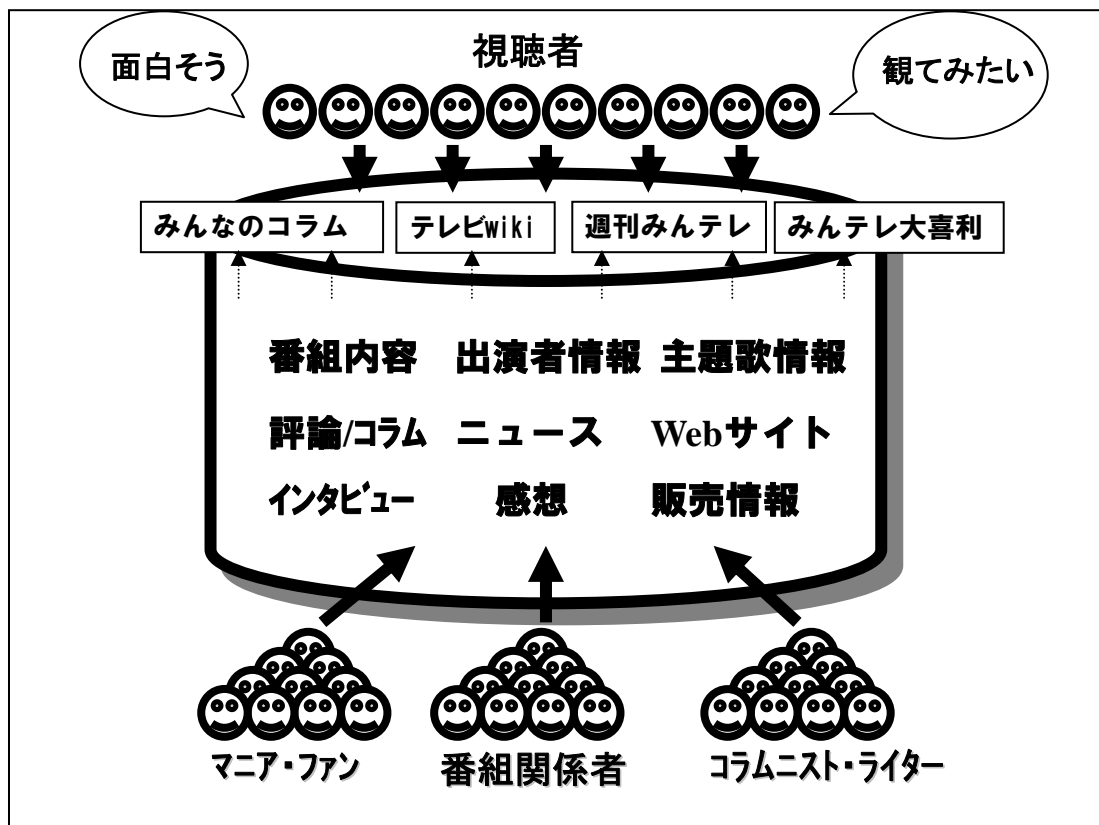 視聴者
面白そう
観てみたい
みんなのコラム
テレビwiki
週刊みんテレ
みんテレ大喜利
番組内容 出演者情報 主題歌情報
評論/コラム ニュース Webサイト
インタビュー 感想 販売情報
マニア・ファン
番組関係者
コラムニスト・ライター